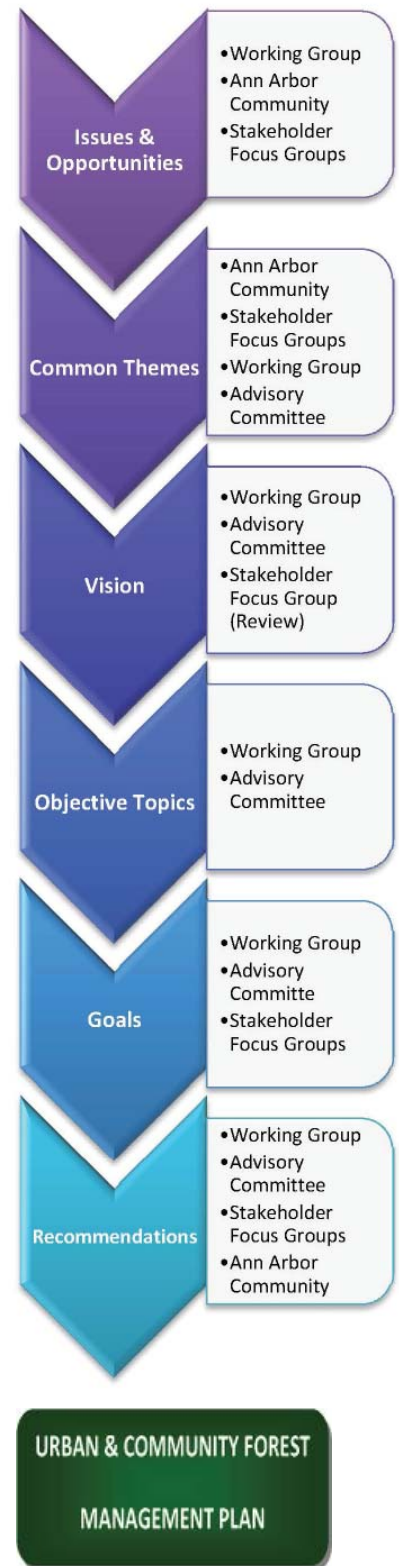 Issues &
Opportunities
•Working Group
•Ann Arbor
Community
•Stakeholder
Focus Groups
Common Themes
•Ann Arbor
Community
•Stakeholder
Focus Groups
•Working Group
•Advisory
Committee
Vision
•Working Group
•Advisory
Committee
•Stakeholder
Focus Group
(Review)
Objective Topics
•Working Group
•Advisory
Committee
Goals
•Working Group
•Advisory
Committe
•Stakeholder
Focus Groups
Recommendations
•Working Group
•Advisory
Committee
•Stakeholder
Focus Groups
•Ann Arbor
Community
URBAN & COMMUNITY FOREST
MANAGEMENT PLAN